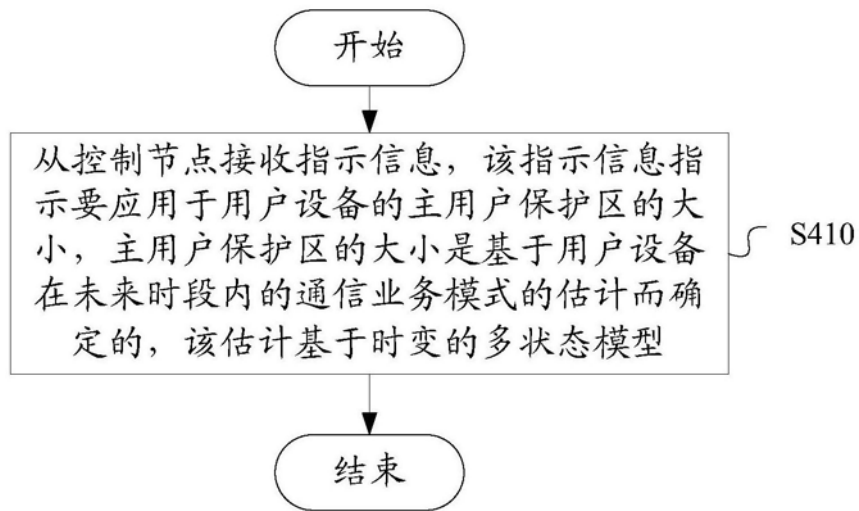 开始
从控制节点接收指示信息，该指示信息指
示要应用于用户设备的主用户保护区的大
小，主用户保护区的大小是基于用户设备
在未来时段内的通信业务模式的估计而确
定的，该估计基于时变的多状态模型
S410
结束